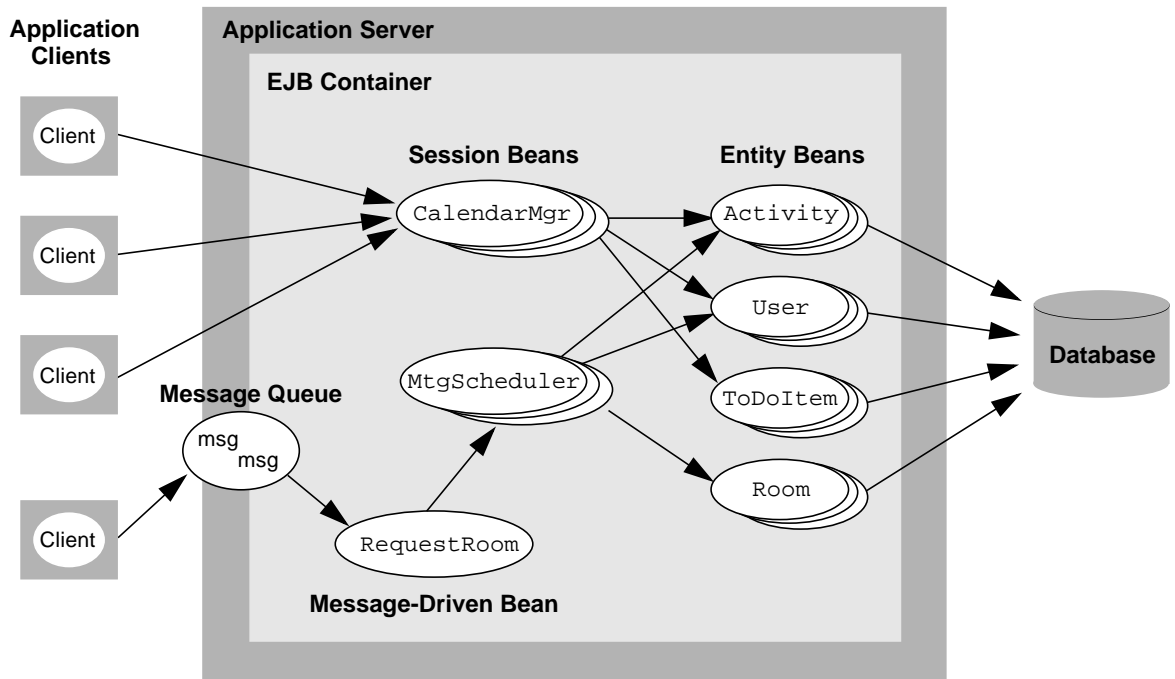 Application
Clients
Application Server
EJB Container
Client
Session Beans
Entity Beans
CalendarMgr
Activity
Client
User
Client
MtgScheduler
Database
Message Queue
ToDoItem
msg
msg
Room
Client
RequestRoom
Message-Driven Bean